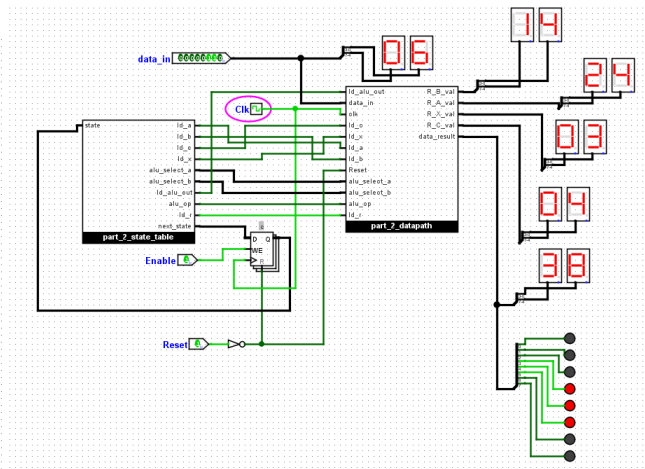 14
data_in
06
24
ld_alu_out R_B_val
Clk data_in R_A_val
clk R_X_val
state ld_a ld_c R_C_val
ld_b ld_x data_result
03
ld_c ld_a
ld_x ld_b
alu_select_a Reset
alu_select_b alu_select_a
ld_alu_out alu_select_b
alu_op alu_op
ld_r ld_r
04
next_state part_2_datapath
part_2_state_table
D Q
WE
Enable
R
38
Reset